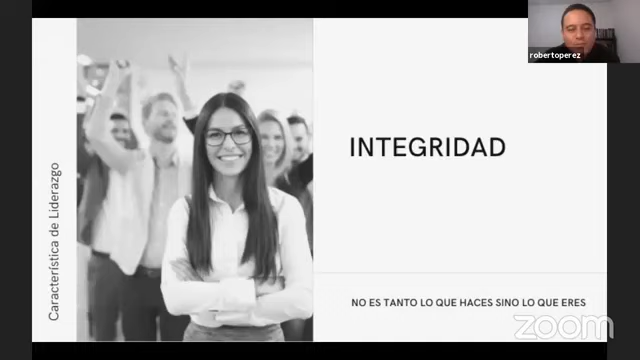 robertoperez
Característica de Liderazgo
INTEGRIDAD
NO ES TANTO LO QUE HACES SINO LO QUE ERES
zoom